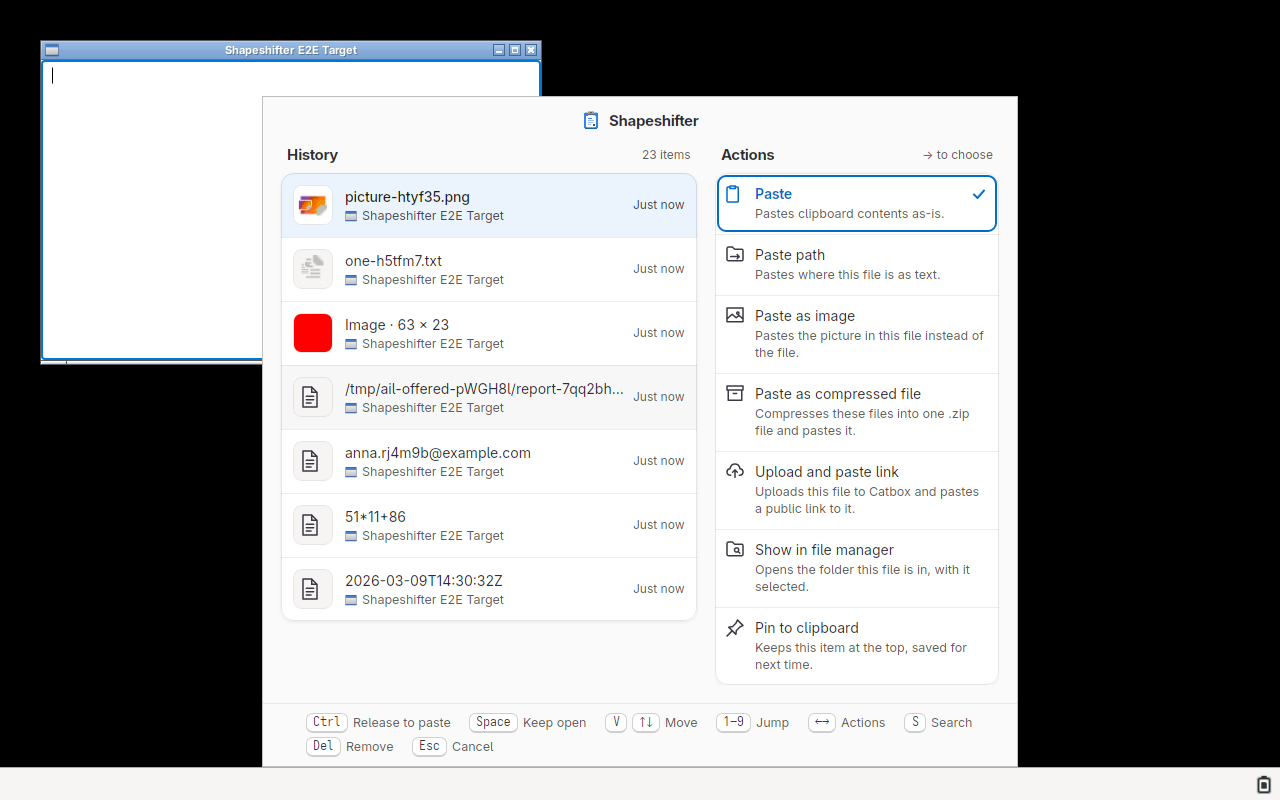 Shapeshifter E2E Target
Shapeshifter
History
23 items
picture-htyf35.png
Shapeshifter E2E Target
Just now
one-h5tfm7.txt
Shapeshifter E2E Target
Just now
Image · 63 × 23
Shapeshifter E2E Target
Just now
/tmp/ail-offered-pWGH8l/report-7qq2bh...
Shapeshifter E2E Target
Just now
anna.rj4m9b@example.com
Shapeshifter E2E Target
Just now
51*11+86
Shapeshifter E2E Target
Just now
2026-03-09T14:30:32Z
Shapeshifter E2E Target
Just now
Actions
→ to choose
Paste
Pastes clipboard contents as-is.
Paste path
Pastes where this file is as text.
Paste as image
Pastes the picture in this file instead of
the file.
Paste as compressed file
Compresses these files into one .zip
file and pastes it.
Upload and paste link
Uploads this file to Catbox and pastes
a public link to it.
Show in file manager
Opens the folder this file is in, with it
selected.
Pin to clipboard
Keeps this item at the top, saved for
next time.
Ctrl Release to paste Space Keep open V ↑↓ Move 1–9 Jump ↔ Actions S Search
Del Remove Esc Cancel